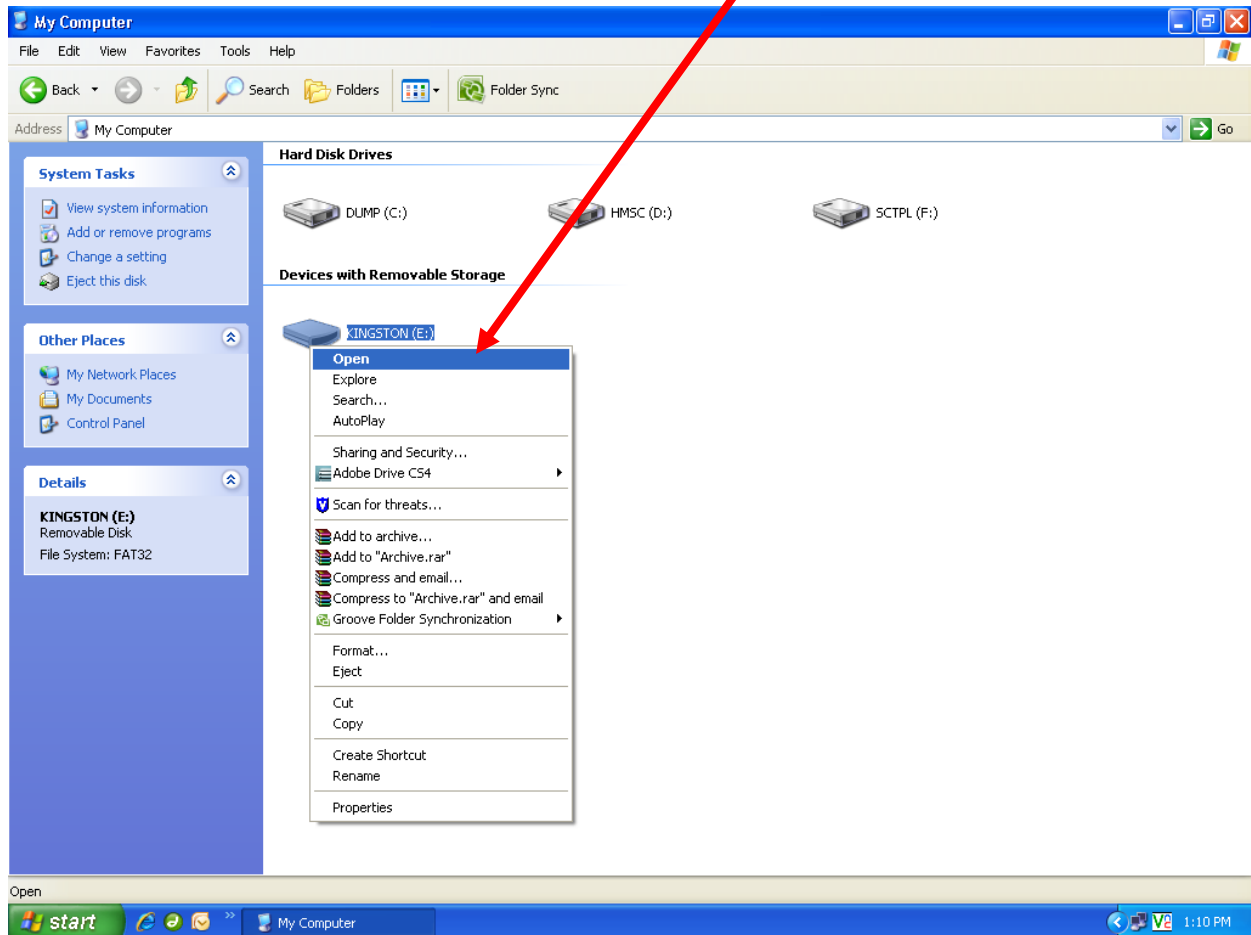 My Computer
File Edit View Favorites Tools Help
Back Search Folders Folder Sync
Address My Computer Go
System Tasks
View system information
Add or remove programs
Change a setting
Eject this disk
Other Places
My Network Places
My Documents
Control Panel
Details
KINGSTON (E:)
Removable Disk
File System: FAT32
Hard Disk Drives
DUMP (C:) HMSC (D:) SCTPL (F:)
Devices with Removable Storage
KINGSTON (E:)
Open
Explore
Search...
AutoPlay
Sharing and Security...
Adobe Drive CS4
Scan for threats...
Add to archive...
Add to "Archive.rar"
Compress and email...
Compress to "Archive.rar" and email
Groove Folder Synchronization
Format...
Eject
Cut
Copy
Create Shortcut
Rename
Properties
Open
start My Computer 1:10 PM